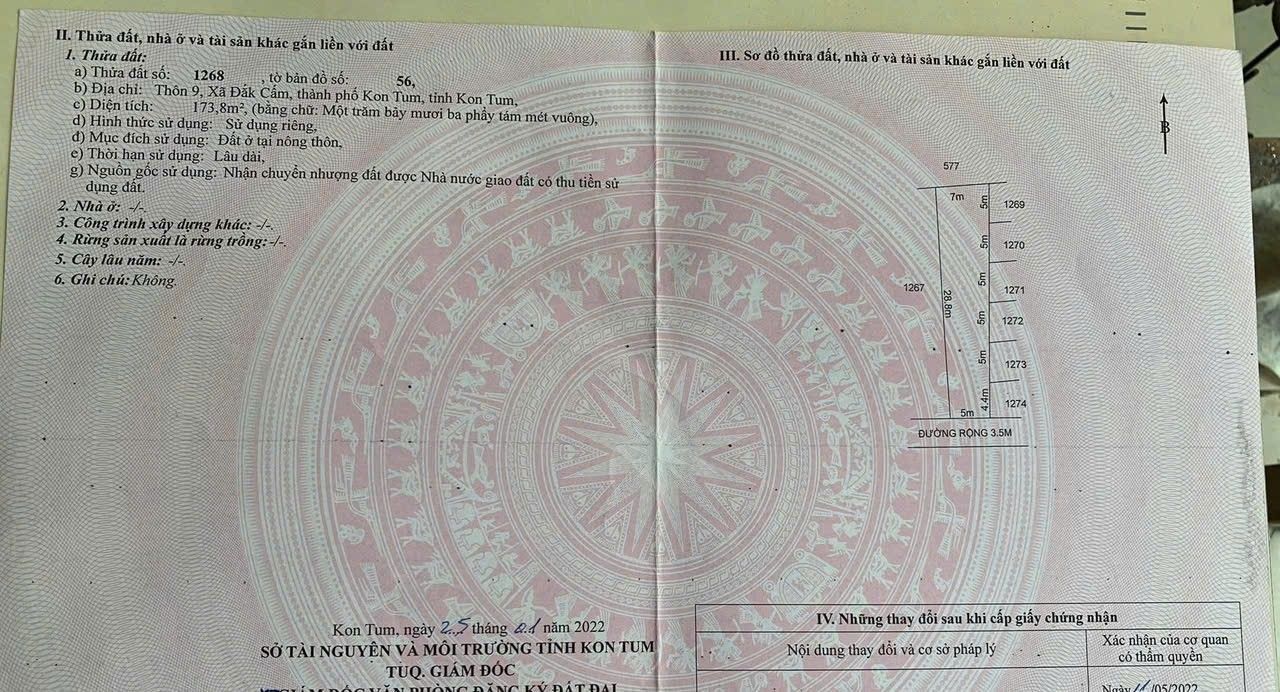 II. Thửa đất, nhà ở và tài sản khác gắn liền với đất
1. Thửa đất:
a) Thửa đất số: 1268 , tờ bản đồ số: 56,
b) Địa chỉ: Thôn 9, Xã Đăk Cấm, thành phố Kon Tum, tỉnh Kon Tum,
c) Diện tích: 173,8m², (bằng chữ: Một trăm bảy mươi ba phẩy tám mét vuông),
d) Hình thức sử dụng: Sử dụng riêng,
đ) Mục đích sử dụng: Đất ở tại nông thôn,
e) Thời hạn sử dụng: Lâu dài,
g) Nguồn gốc sử dụng: Nhận chuyển nhượng đất được Nhà nước giao đất có thu tiền sử
dụng đất.
2. Nhà ở: -/-.
3. Công trình xây dựng khác: -/-.
4. Rừng sản xuất là rừng trồng: -/-.
5. Cây lâu năm: -/-.
6. Ghi chú: Không.
Kon Tum, ngày 25 tháng 01 năm 2022
SỞ TÀI NGUYÊN VÀ MÔI TRƯỜNG TỈNH KON TUM
TUQ. GIÁM ĐỐC
GIÁM ĐỐC VĂN PHÒNG ĐĂNG KÝ ĐẤT ĐAI
III. Sơ đồ thửa đất, nhà ở và tài sản khác gắn liền với đất
B
577
7m
5m
1269
5m
1270
1267
28.8m
5m
1271
5m
1272
5m
1273
4.4m
1274
5m
ĐƯỜNG RỘNG 3.5M
IV. Những thay đổi sau khi cấp giấy chứng nhận
Nội dung thay đổi và cơ sở pháp lý
Xác nhận của cơ quan
có thẩm quyền
Ngày /05/2022